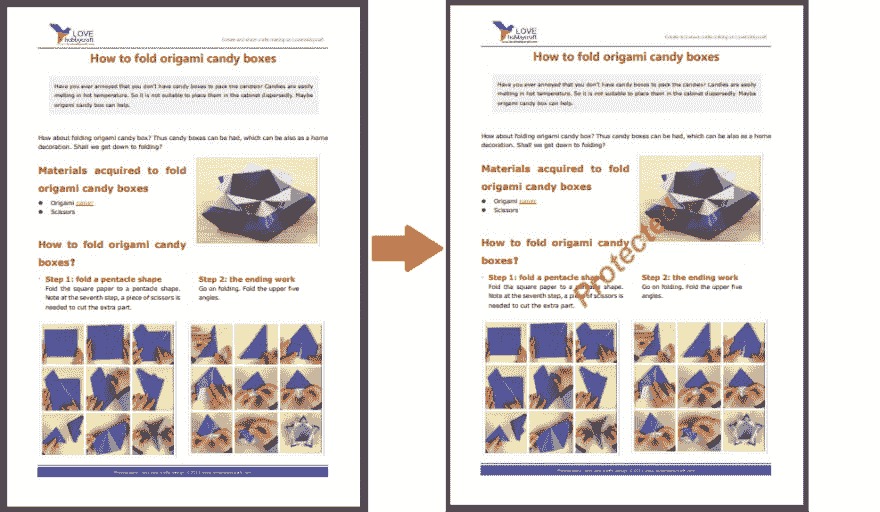 LOVE
hobbycraft
How to fold origami candy boxes
Have you ever annoyed that you don't have candy boxes to pack the candies? Candies are easily
melting in hot temperature. So it is not suitable to place them in the cabinet dispersedly. Maybe
origami candy box can help.
How about folding origami candy box? Thus candy boxes can be had, which can be also as a home
decoration. Shall we get down to folding?
Materials acquired to fold
origami candy boxes
Origami paper
Scissors
How to fold origami candy
boxes?
Step 1: fold a pentacle shape
Fold the square paper to a pentacle shape.
Note at the seventh step, a piece of scissors is
needed to cut the extra part.
Step 2: the ending work
Go on folding. Fold the upper five
angles.
LOVE
hobbycraft
How to fold origami candy boxes
Have you ever annoyed that you don't have candy boxes to pack the candies? Candies are easily
melting in hot temperature. So it is not suitable to place them in the cabinet dispersedly. Maybe
origami candy box can help.
How about folding origami candy box? Thus candy boxes can be had, which can be also as a home
decoration. Shall we get down to folding?
Materials acquired to fold
origami candy boxes
Origami paper
Scissors
How to fold origami candy
boxes?
Step 1: fold a pentacle shape
Fold the square paper to a pentacle shape.
Note at the seventh step, a piece of scissors is
needed to cut the extra part.
Step 2: the ending work
Go on folding. Fold the upper five
angles.
Protected